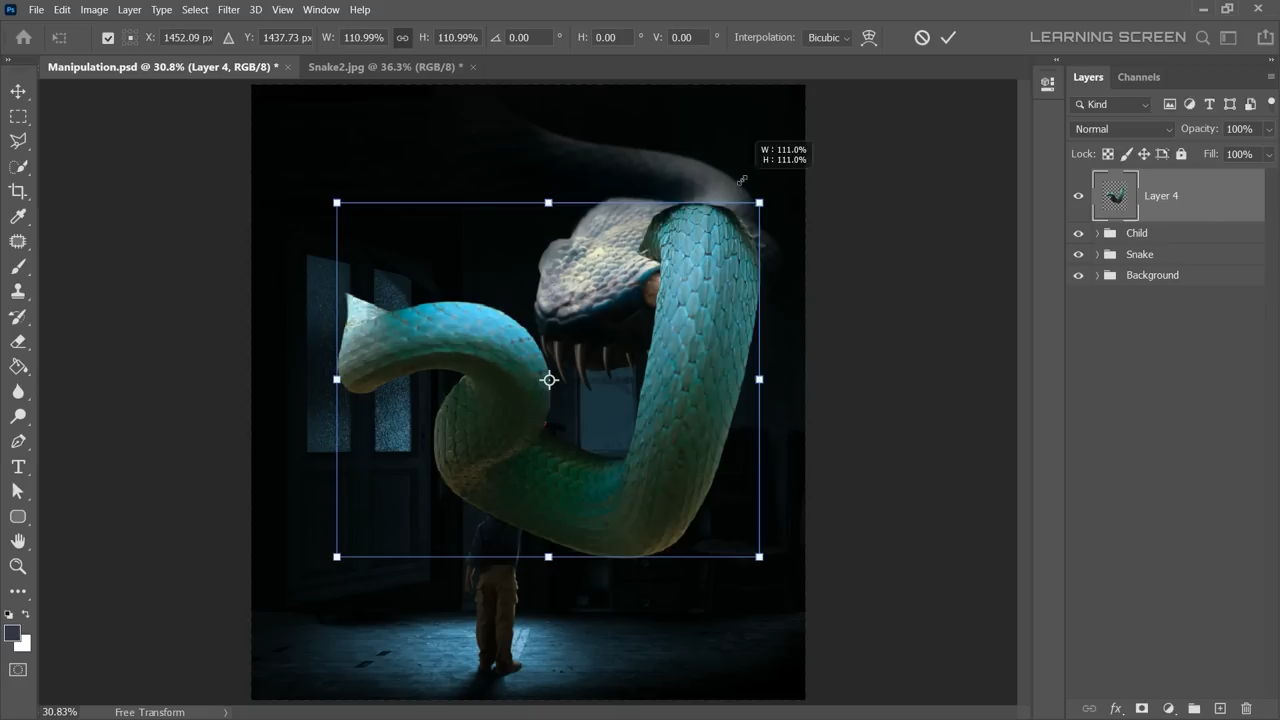 Ps File Edit Image Layer Type Select Filter 3D View Window Help
X: 1452.09 px Y: 1437.73 px W: 110.99% H: 110.99% 0.00 ° H: 0.00 V: 0.00 ° Interpolation: Bicubic LEARNING SCREEN
Manipulation.psd @ 30.8% (Layer 4, RGB/8) * × Snake2.jpg @ 36.3% (RGB/8) * ×
Layers Channels
Kind
Normal Opacity: 100%
Lock: Fill: 100%
W : 111.0%
H : 111.0%
Layer 4
Child
Snake
Background
30.83% Free Transform